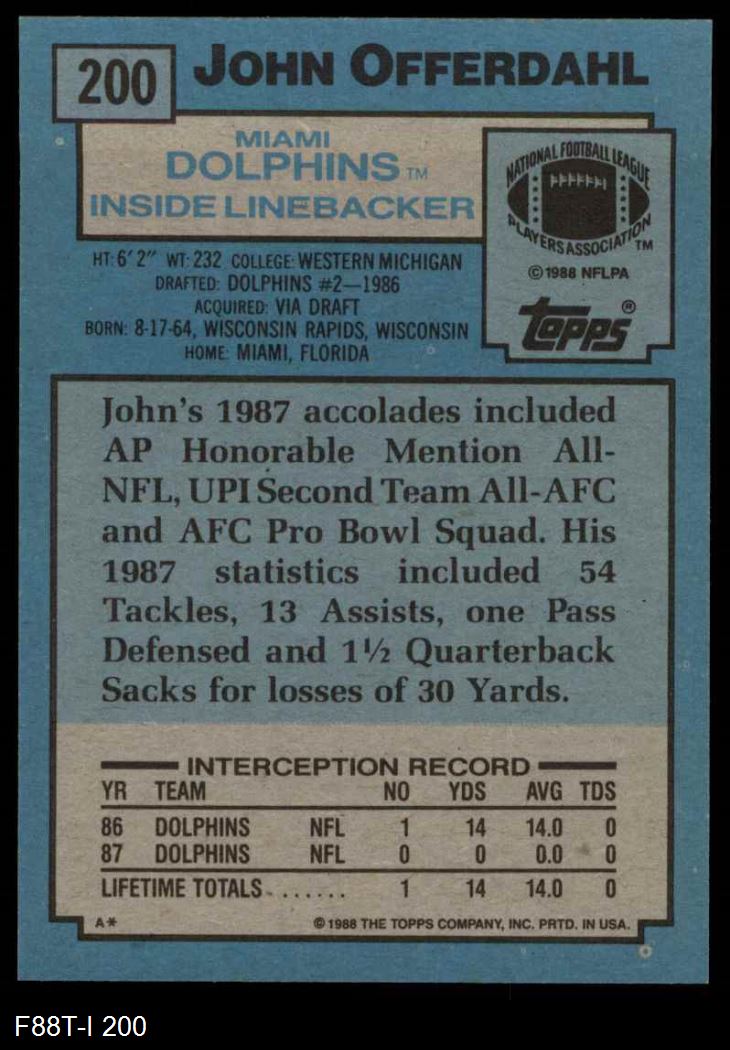 200
JOHN OFFERDAHL
MIAMI
DOLPHINS TM
INSIDE LINEBACKER
NATIONAL FOOTBALL LEAGUE
PLAYERS ASSOCIATION TM
©1988 NFLPA
topps®
HT: 6' 2" WT: 232 COLLEGE: WESTERN MICHIGAN
DRAFTED: DOLPHINS #2—1986
ACQUIRED: VIA DRAFT
BORN: 8-17-64, WISCONSIN RAPIDS, WISCONSIN
HOME: MIAMI, FLORIDA
John's 1987 accolades included
AP Honorable Mention All-
NFL, UPI Second Team All-AFC
and AFC Pro Bowl Squad. His
1987 statistics included 54
Tackles, 13 Assists, one Pass
Defensed and 1½ Quarterback
Sacks for losses of 30 Yards.
INTERCEPTION RECORD
YR TEAM NO YDS AVG TDS
86 DOLPHINS NFL 1 14 14.0 0
87 DOLPHINS NFL 0 0 0.0 0
LIFETIME TOTALS....... 1 14 14.0 0
A* ©1988 THE TOPPS COMPANY, INC. PRTD. IN USA.
F88T-I 200